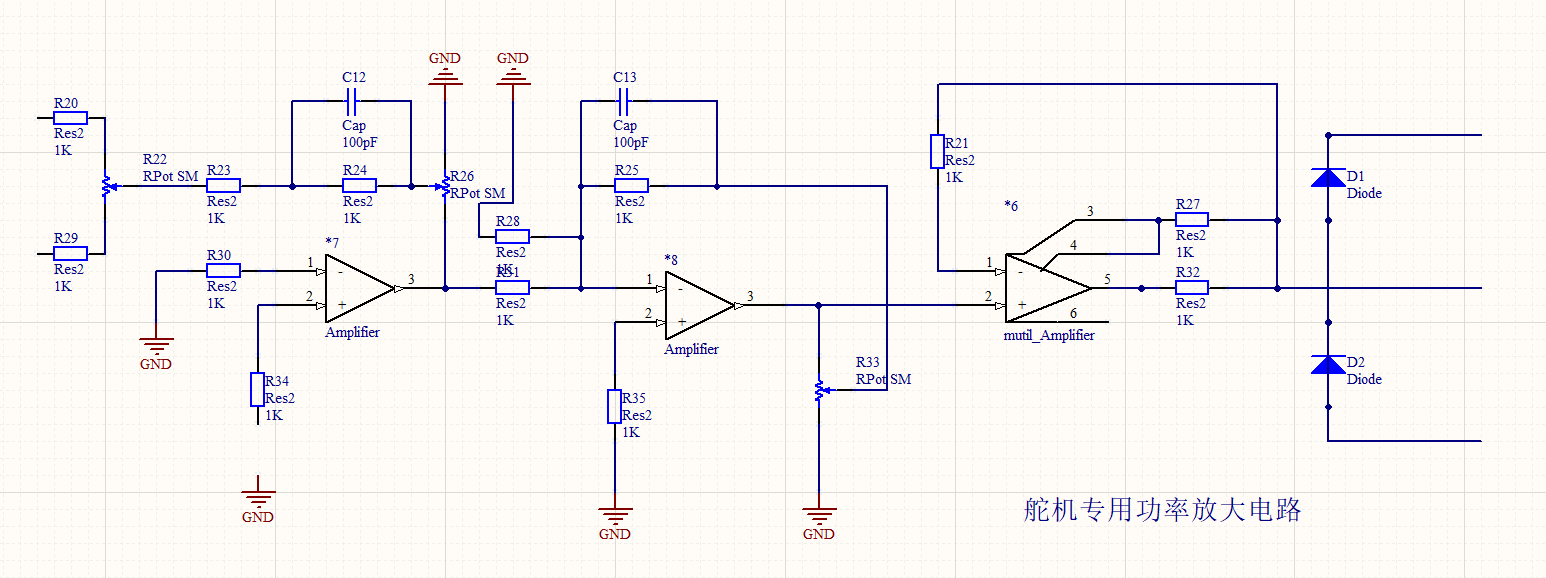 GND
GND
C12
Cap
100pF
C13
Cap
100pF
R20
Res2
1K
R22
RPot SM
R23
Res2
1K
R24
Res2
1K
R26
RPot SM
R25
Res2
1K
R21
Res2
1K
R29
Res2
1K
R30
Res2
1K
*7
1
-
2
+
3
Amplifier
R28
Res2
1K
R31
Res2
1K
*8
1
-
2
+
3
Amplifier
*6
1
-
2
+
3
4
5
6
mutil_Amplifier
R27
Res2
1K
R32
Res2
1K
D1
Diode
D2
Diode
GND
R34
Res2
1K
R35
Res2
1K
R33
RPot SM
GND
GND
GND
舵机专用功率放大电路